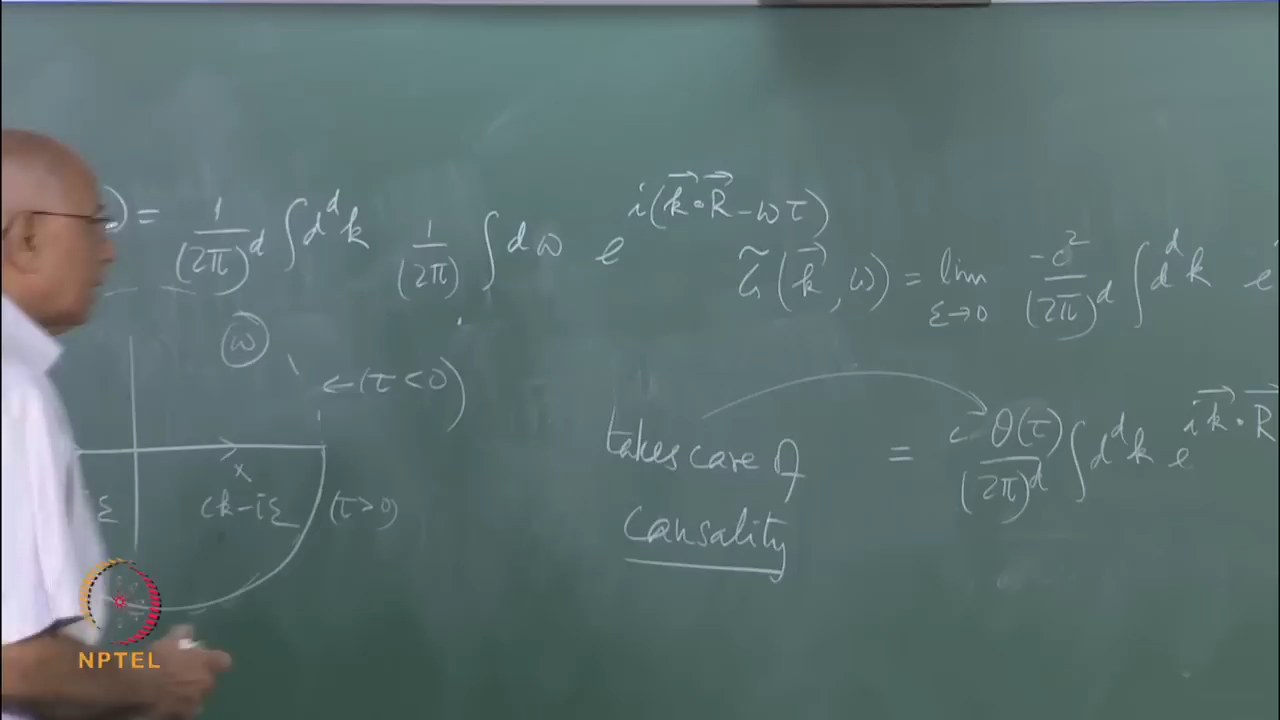 ) = 1/(2π)^d ∫ d^d k 1/(2π) ∫ dω e^{i(k⃗·R⃗ − ωτ)}
G̃(k⃗, ω) = lim_{ε→0} −c²/(2π)^d ∫ d^d k e
ω
←(τ < 0)
ck−iε
(τ>0)
ε
takes care of
causality
= c θ(τ)/(2π)^d ∫ d^d k e^{ik⃗·R⃗}
NPTEL